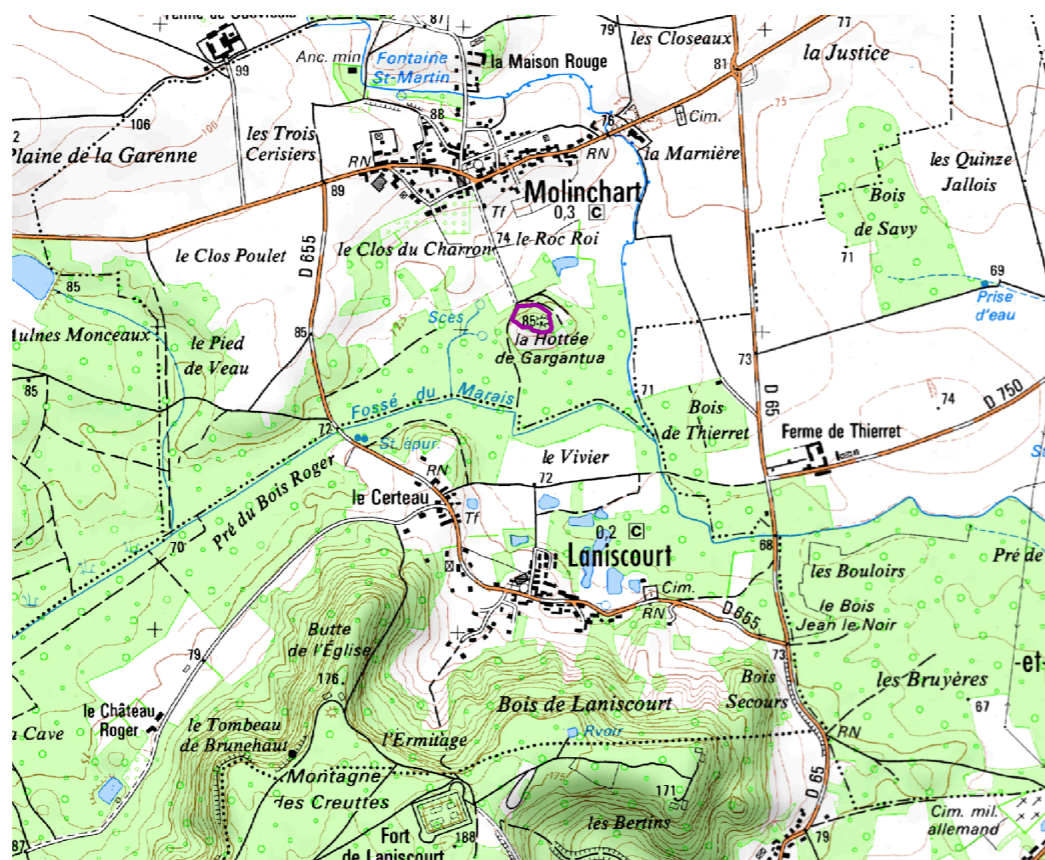 87
79
77
les Closeaux
la Justice
99
Anc. min
Fontaine
St-Martin
la Maison Rouge
81
106
100
88
76
75
Cim.
les Trois
Cerisiers
Plaine de la Garenne
RN
RN
la Marnière
les Quinze
Jallois
89
Molinchart
Bois
de Savy
0,3 C
Tf
le Clos Poulet
D 655
le Clos du Charron
74
le Roc Roi
71
69
85
Prise
d'eau
Sces
85
la Hottée
de Gargantua
Aulnes Monceaux
le Pied
de Veau
85
73
85
71
D 65
74
D 750
Fossé du Marais
Bois
de Thierret
72
St. épur.
Ferme de Thierret
le Vivier
RN
72
Pré du Bois Roger
le Certeau
Tf
0,2 C
70
68
Laniscourt
Pré de
les Bouloirs
Cim.
le Bois
Jean le Noir
RN
D 655
Butte
de l'Église
79
73
-et-
176
Bois
Secours
les Bruyères
Bois de Laniscourt
67
le Château
Roger
Cave
le Tombeau
de Brunehaut
l'Ermitage
Rvoir
RN
Montagne
des Creuttes
175
171
D 65
Cim. mil.
allemand
les Bertins
79
Fort
de Laniscourt
188
87